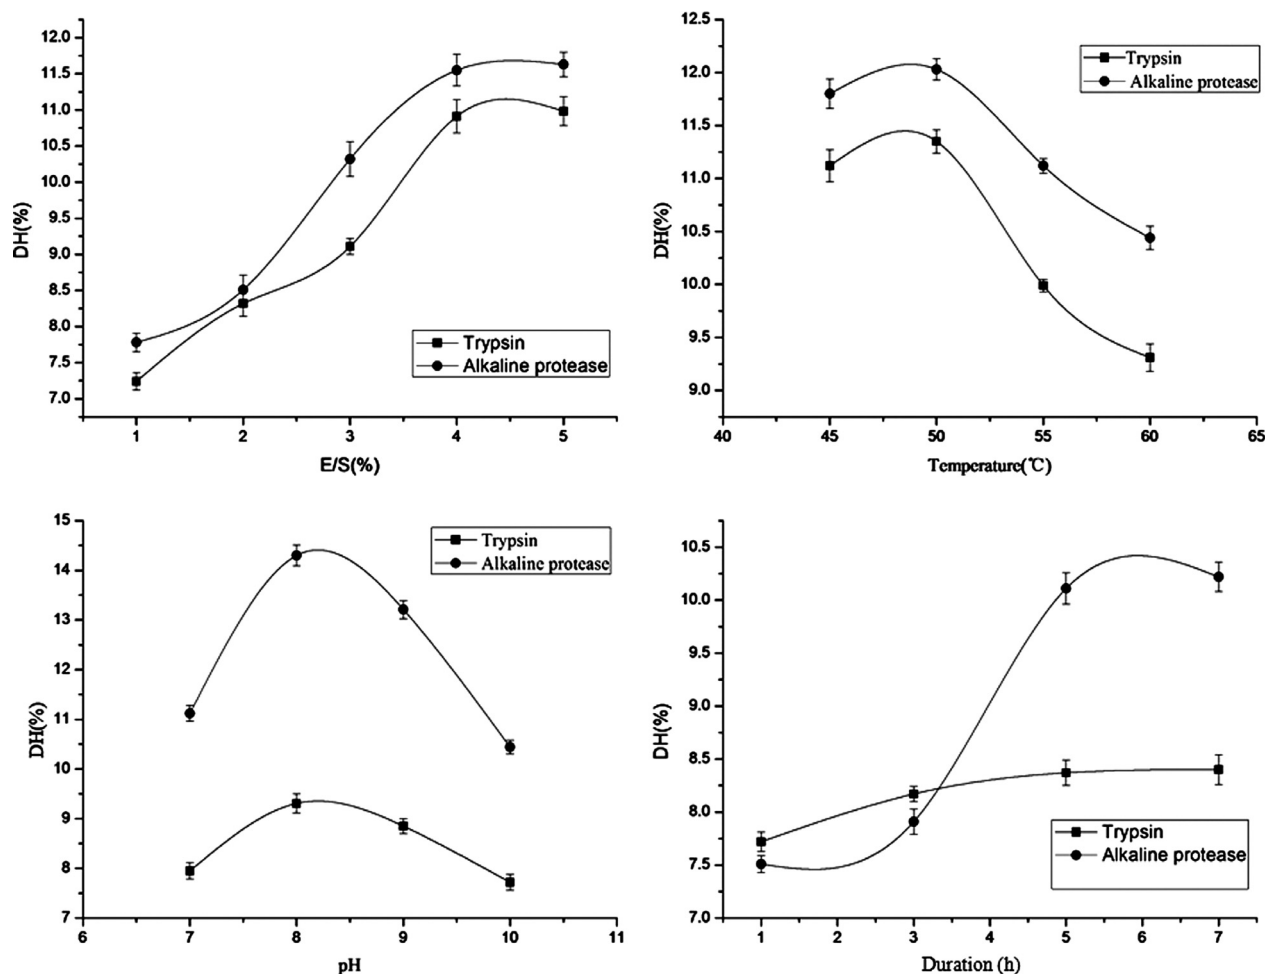 DH(%)
12.0
11.5
11.0
10.5
10.0
9.5
9.0
8.5
8.0
7.5
7.0
Trypsin
Alkaline protease
1 2 3 4 5
E/S(%)
DH(%)
12.5
12.0
11.5
11.0
10.5
10.0
9.5
9.0
Trypsin
Alkaline protease
40 45 50 55 60 65
Temperature(℃)
DH(%)
15
14
13
12
11
10
9
8
7
Trypsin
Alkaline protease
6 7 8 9 10 11
pH
DH(%)
10.5
10.0
9.5
9.0
8.5
8.0
7.5
7.0
Trypsin
Alkaline protease
1 2 3 4 5 6 7
Duration (h)